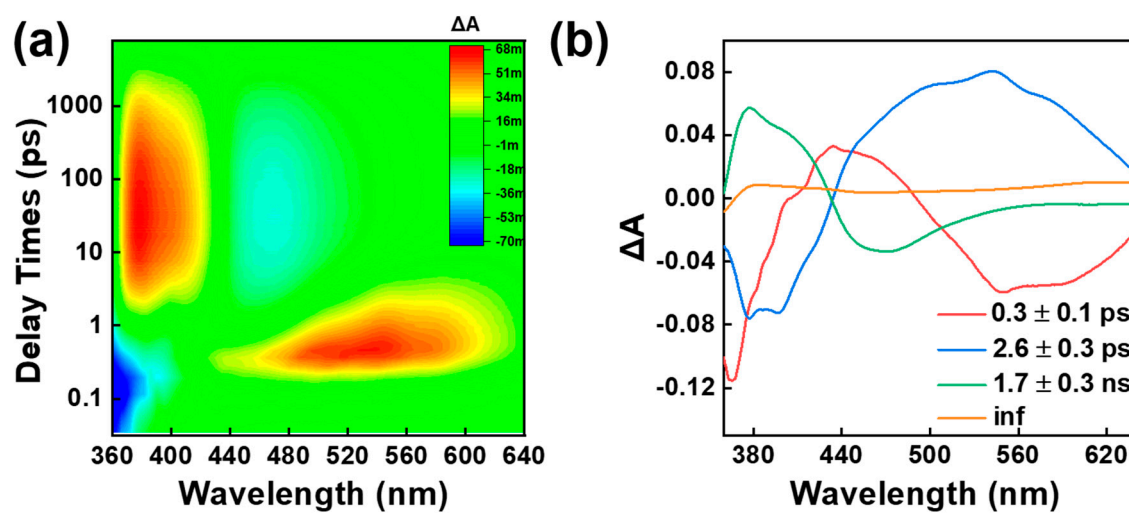 (a)
ΔA
68m
51m
34m
16m
-1m
-18m
-36m
-53m
-70m
1000
100
10
1
0.1
Delay Times (ps)
360 400 440 480 520 560 600 640
Wavelength (nm)
(b)
0.08
0.04
0.00
-0.04
-0.08
-0.12
ΔA
0.3 ± 0.1 ps
2.6 ± 0.3 ps
1.7 ± 0.3 ns
inf
380 440 500 560 620
Wavelength (nm)